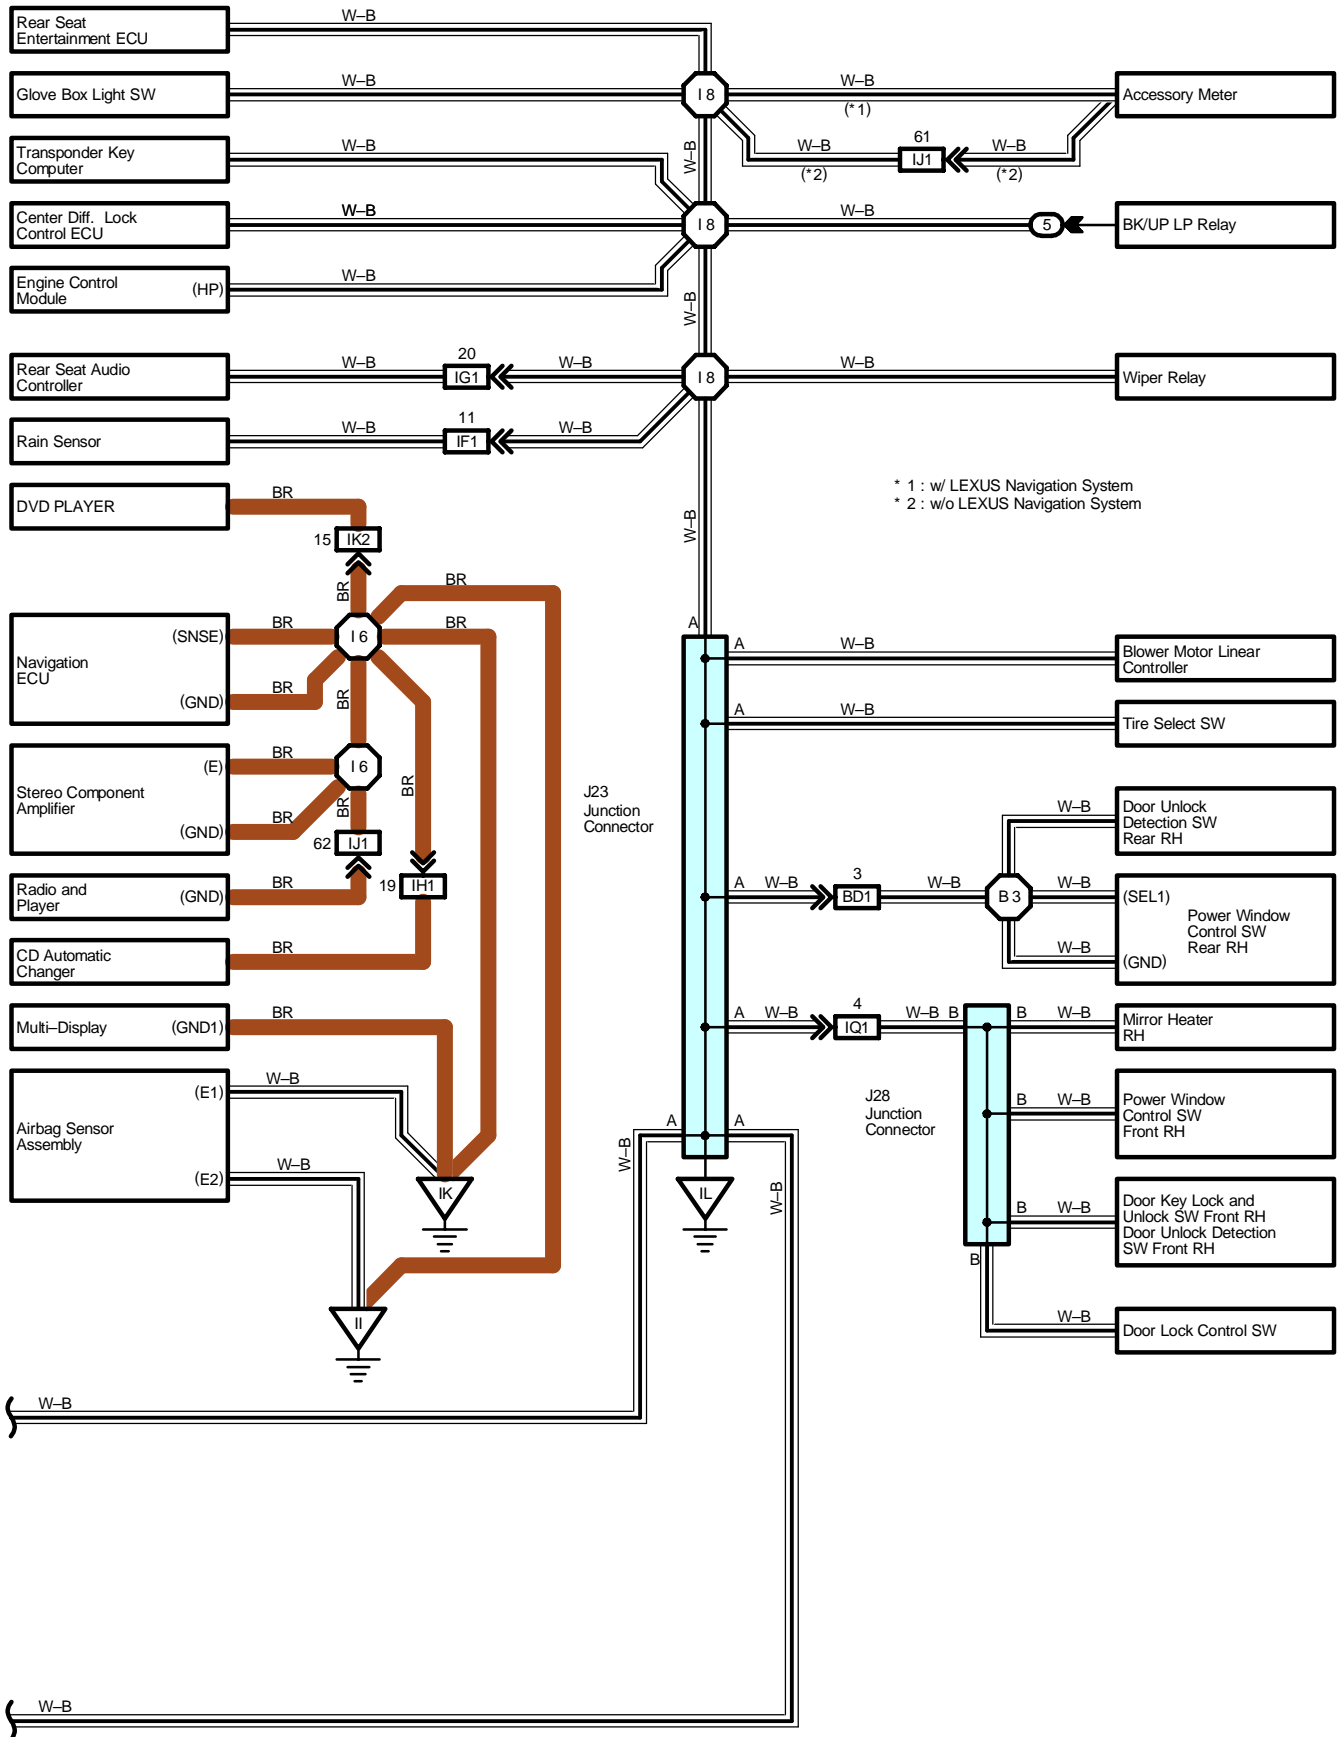 Rear Seat
Entertainment ECU
W–B
Glove Box Light SW
W–B
I 8
W–B
(*1)
Accessory Meter
W–B
(*2)
61
IJ1
W–B
(*2)
Transponder Key
Computer
W–B
W–B
Center Diff. Lock
Control ECU
W–B
I 8
W–B
5
BK/UP LP Relay
Engine Control
Module
(HP)
W–B
W–B
Rear Seat Audio
Controller
W–B
20
IG1
W–B
I 8
W–B
Wiper Relay
Rain Sensor
W–B
11
IF1
W–B
* 1 : w/ LEXUS Navigation System
* 2 : w/o LEXUS Navigation System
DVD PLAYER
BR
15
IK2
W–B
BR
BR
Navigation
ECU
(SNSE)
BR
I 6
BR
(GND)
BR
BR
A
A
W–B
Blower Motor Linear
Controller
A
W–B
Tire Select SW
Stereo Component
Amplifier
(E)
BR
I 6
(GND)
BR
BR
BR
62
IJ1
J23
Junction
Connector
W–B
Door Unlock
Detection SW
Rear RH
Radio and
Player
(GND)
BR
19
IH1
A
W–B
3
BD1
W–B
B 3
W–B
(SEL1)
Power Window
Control SW
Rear RH
W–B
(GND)
CD Automatic
Changer
BR
Multi–Display
(GND1)
BR
A
W–B
4
IQ1
W–B
B
B
W–B
Mirror Heater
RH
Airbag Sensor
Assembly
(E1)
W–B
(E2)
W–B
J28
Junction
Connector
B
W–B
Power Window
Control SW
Front RH
A
A
W–B
W–B
IK
IL
B
W–B
Door Key Lock and
Unlock SW Front RH
Door Unlock Detection
SW Front RH
B
II
W–B
Door Lock Control SW
W–B
W–B